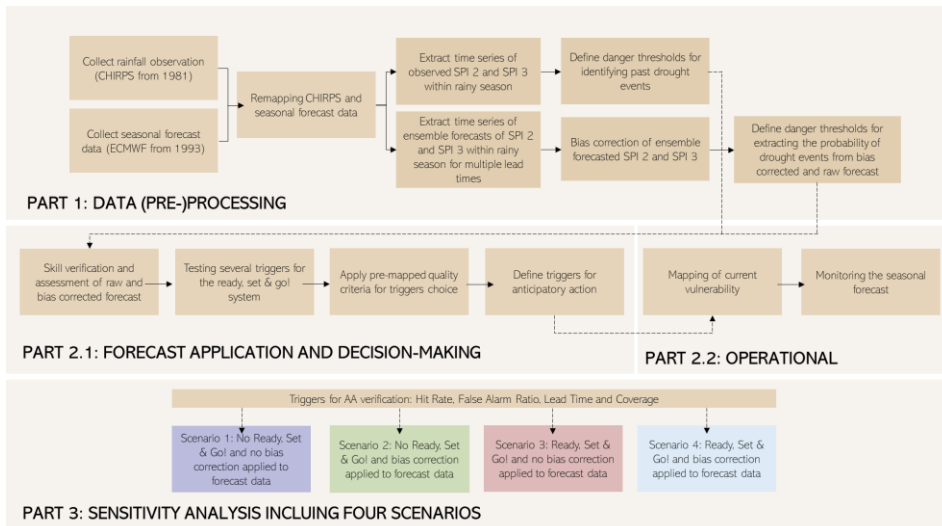 Collect rainfall observation
(CHIRPS from 1981)
Collect seasonal forecast
data (ECMWF from 1993)
Remapping CHIRPS and
seasonal forecast data
Extract time series of
observed SPI 2 and SPI 3
within rainy season
Extract time series of
ensemble forecasts of SPI 2
and SPI 3 within rainy
season for multiple lead
times
Define danger thresholds for
identifying past drought
events
Bias correction of ensemble
forecasted SPI 2 and SPI 3
Define danger thresholds for
extracting the probability of
drought events from bias
corrected and raw forecast
PART 1: DATA (PRE-)PROCESSING
Skill verification and
assessment of raw and
bias corrected forecast
Testing several triggers for
the ready, set & go!
system
Apply pre-mapped quality
criteria for triggers choice
Define triggers for
anticipatory action
PART 2.1: FORECAST APPLICATION AND DECISION-MAKING
Mapping of current
vulnerability
Monitoring the seasonal
forecast
PART 2.2: OPERATIONAL
Triggers for AA verification: Hit Rate, False Alarm Ratio, Lead Time and Coverage
Scenario 1: No Ready, Set
& Go! and no bias
correction applied to
forecast data
Scenario 2: No Ready, Set
& Go! and bias correction
applied to forecast data
Scenario 3: Ready, Set &
Go! and no bias correction
applied to forecast data
Scenario 4: Ready, Set &
Go! and bias correction
applied to forecast data
PART 3: SENSITIVITY ANALYSIS INCLUING FOUR SCENARIOS